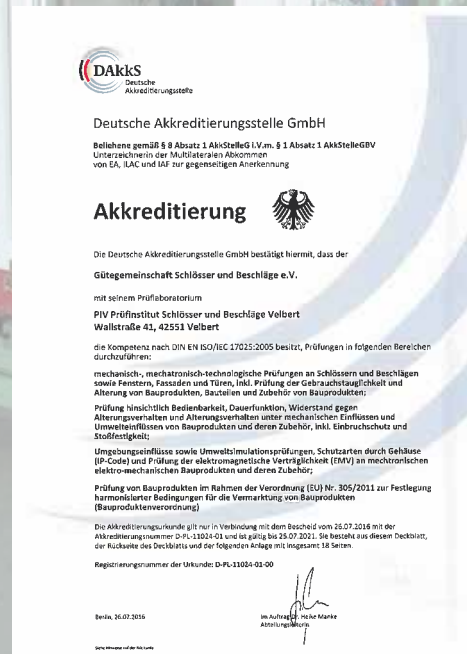 DAkkS
Deutsche
Akkreditierungsstelle
Deutsche Akkreditierungsstelle GmbH
Beliehene gemäß § 8 Absatz 1 AkkStelleG i.V.m. § 1 Absatz 1 AkkStelleGBV
Unterzeichnerin der Multilateralen Abkommen
von EA, ILAC und IAF zur gegenseitigen Anerkennung
Akkreditierung
Die Deutsche Akkreditierungsstelle GmbH bestätigt hiermit, dass der
Gütegemeinschaft Schlösser und Beschläge e.V.
mit seinem Prüflaboratorium
PIV Prüfinstitut Schlösser und Beschläge Velbert
Wallstraße 41, 42551 Velbert
die Kompetenz nach DIN EN ISO/IEC 17025:2005 besitzt, Prüfungen in folgenden Bereichen
durchzuführen:
mechanisch-, mechatronisch-technologische Prüfungen an Schlössern und Beschlägen
sowie Fenstern, Fassaden und Türen, inkl. Prüfung der Gebrauchstauglichkeit und
Alterung von Bauprodukten, Bauteilen und Zubehör von Bauprodukten;
Prüfung hinsichtlich Bedienbarkeit, Dauerfunktion, Widerstand gegen
Alterungsverhalten und Alterungsverhalten unter mechanischen Einflüssen und
Umwelteinflüssen von Bauprodukten und deren Zubehör, inkl. Einbruchschutz und
Stoßfestigkeit;
Umgebungseinflüsse sowie Umweltsimulationsprüfungen, Schutzarten durch Gehäuse
(IP-Code) und Prüfung der elektromagnetische Verträglichkeit (EMV) an mechtronischen
elektro-mechanischen Bauprodukten und deren Zubehör;
Prüfung von Bauprodukten im Rahmen der Verordnung (EU) Nr. 305/2011 zur Festlegung
harmonisierter Bedingungen für die Vermarktung von Bauprodukten
(Bauproduktenverordnung)
Die Akkreditierungsurkunde gilt nur in Verbindung mit dem Bescheid vom 26.07.2016 mit der
Akkreditierungsnummer D-PL-11024-01 und ist gültig bis 25.07.2021. Sie besteht aus diesem Deckblatt,
der Rückseite des Deckblatts und der folgenden Anlage mit insgesamt 18 Seiten.
Registrierungsnummer der Urkunde: D-PL-11024-01-00
Berlin, 26.07.2016
Im Auftrag Heike Manke
Abteilungsleiterin
Siehe Hinweise auf der Rückseite